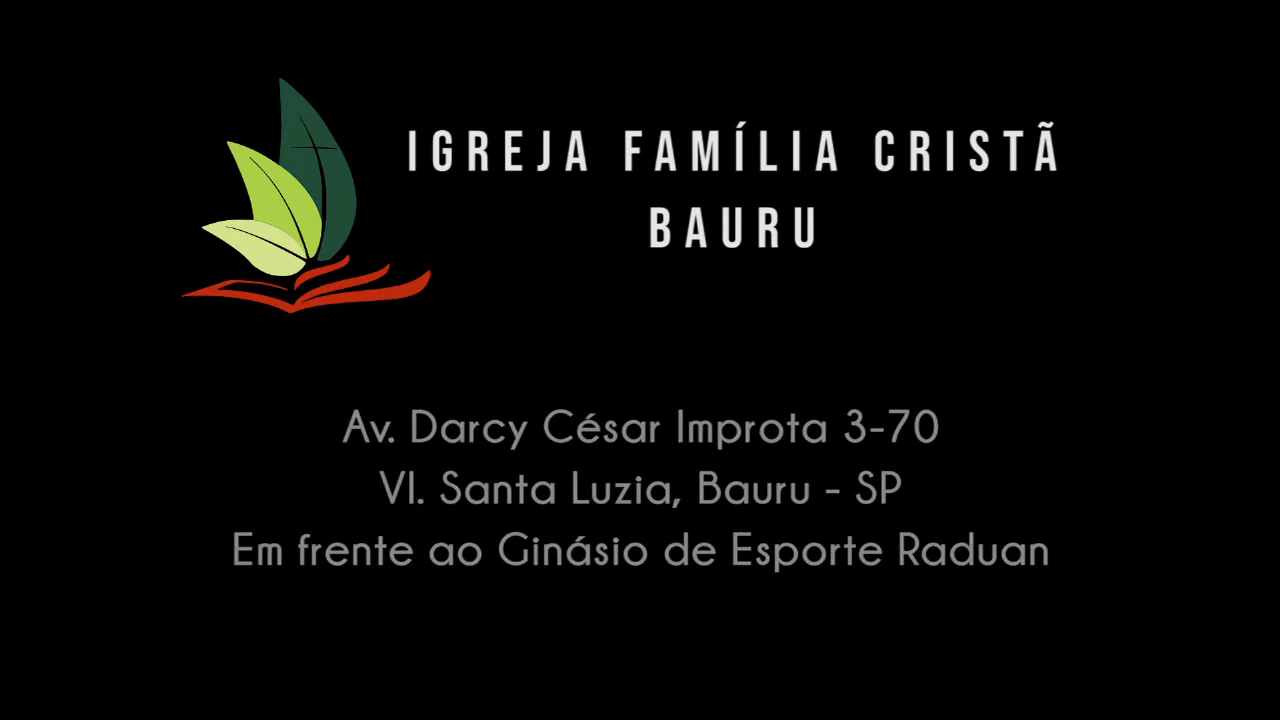 IGREJA FAMÍLIA CRISTÃ
BAURU
Av. Darcy César Improta 3-70
Vl. Santa Luzia, Bauru - SP
Em frente ao Ginásio de Esporte Raduan